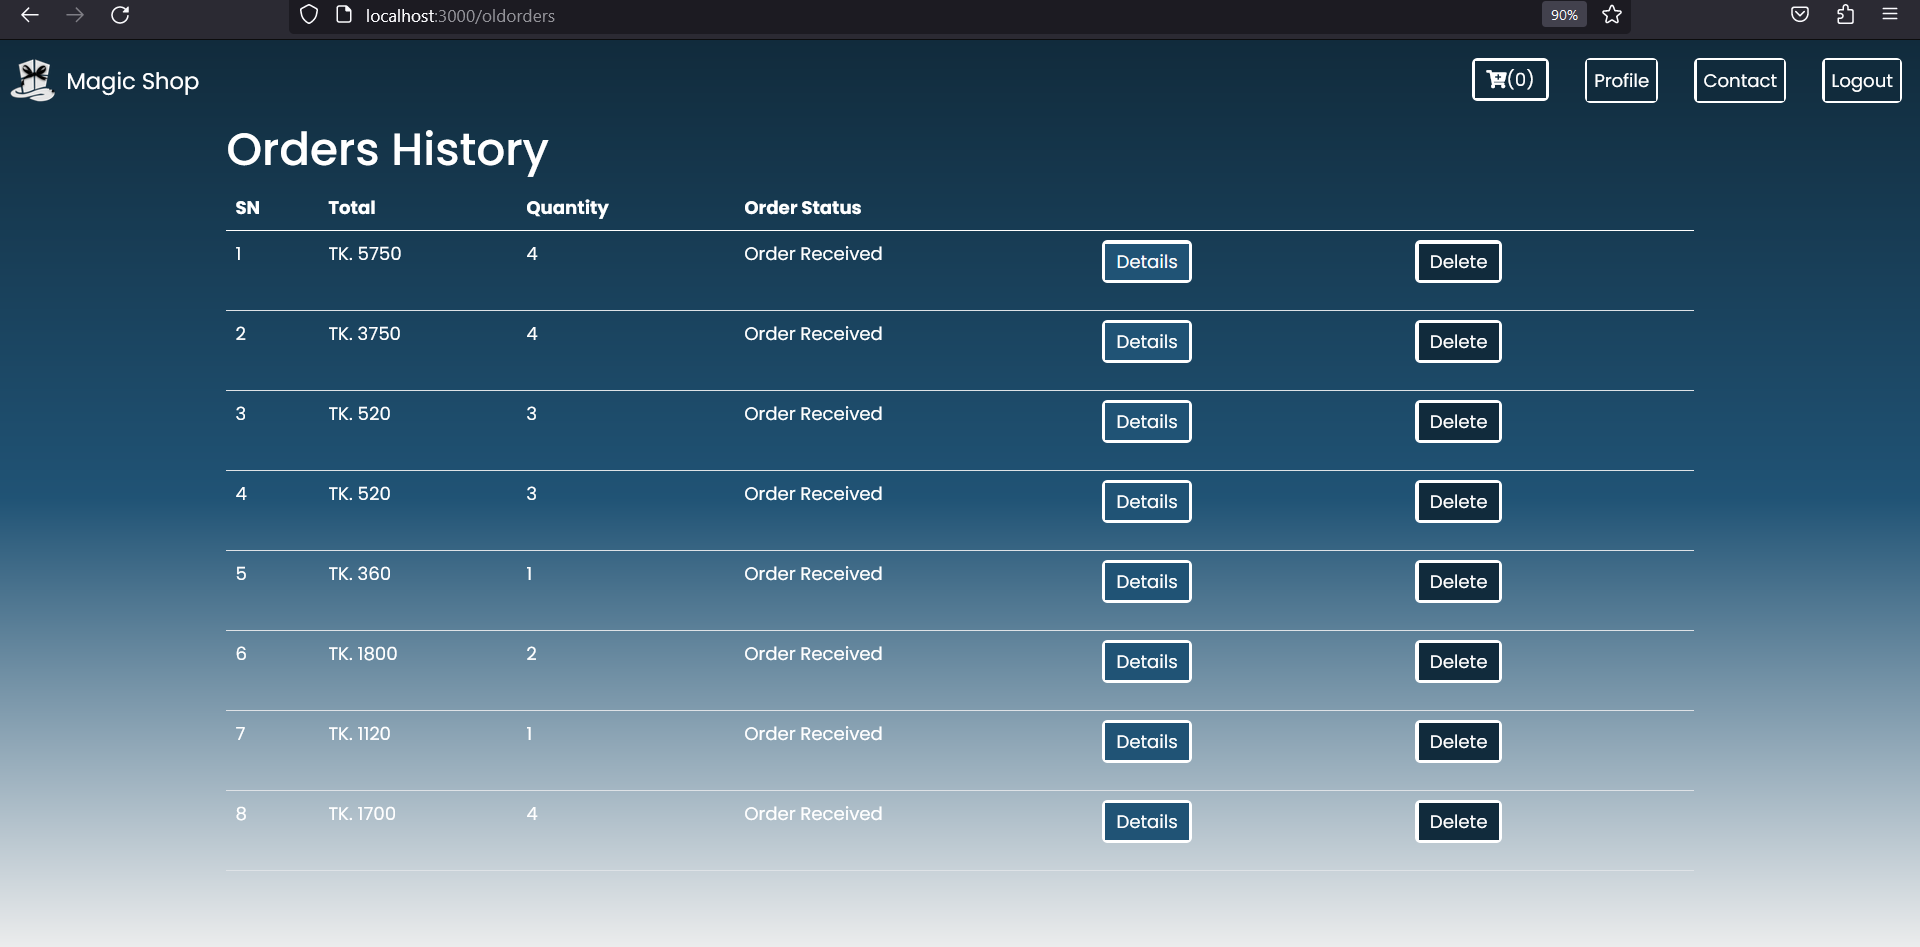 localhost:3000/oldorders 90%
Magic Shop (0) Profile Contact Logout
Orders History
SN Total Quantity Order Status
1 TK. 5750 4 Order Received Details Delete
2 TK. 3750 4 Order Received Details Delete
3 TK. 520 3 Order Received Details Delete
4 TK. 520 3 Order Received Details Delete
5 TK. 360 1 Order Received Details Delete
6 TK. 1800 2 Order Received Details Delete
7 TK. 1120 1 Order Received Details Delete
8 TK. 1700 4 Order Received Details Delete